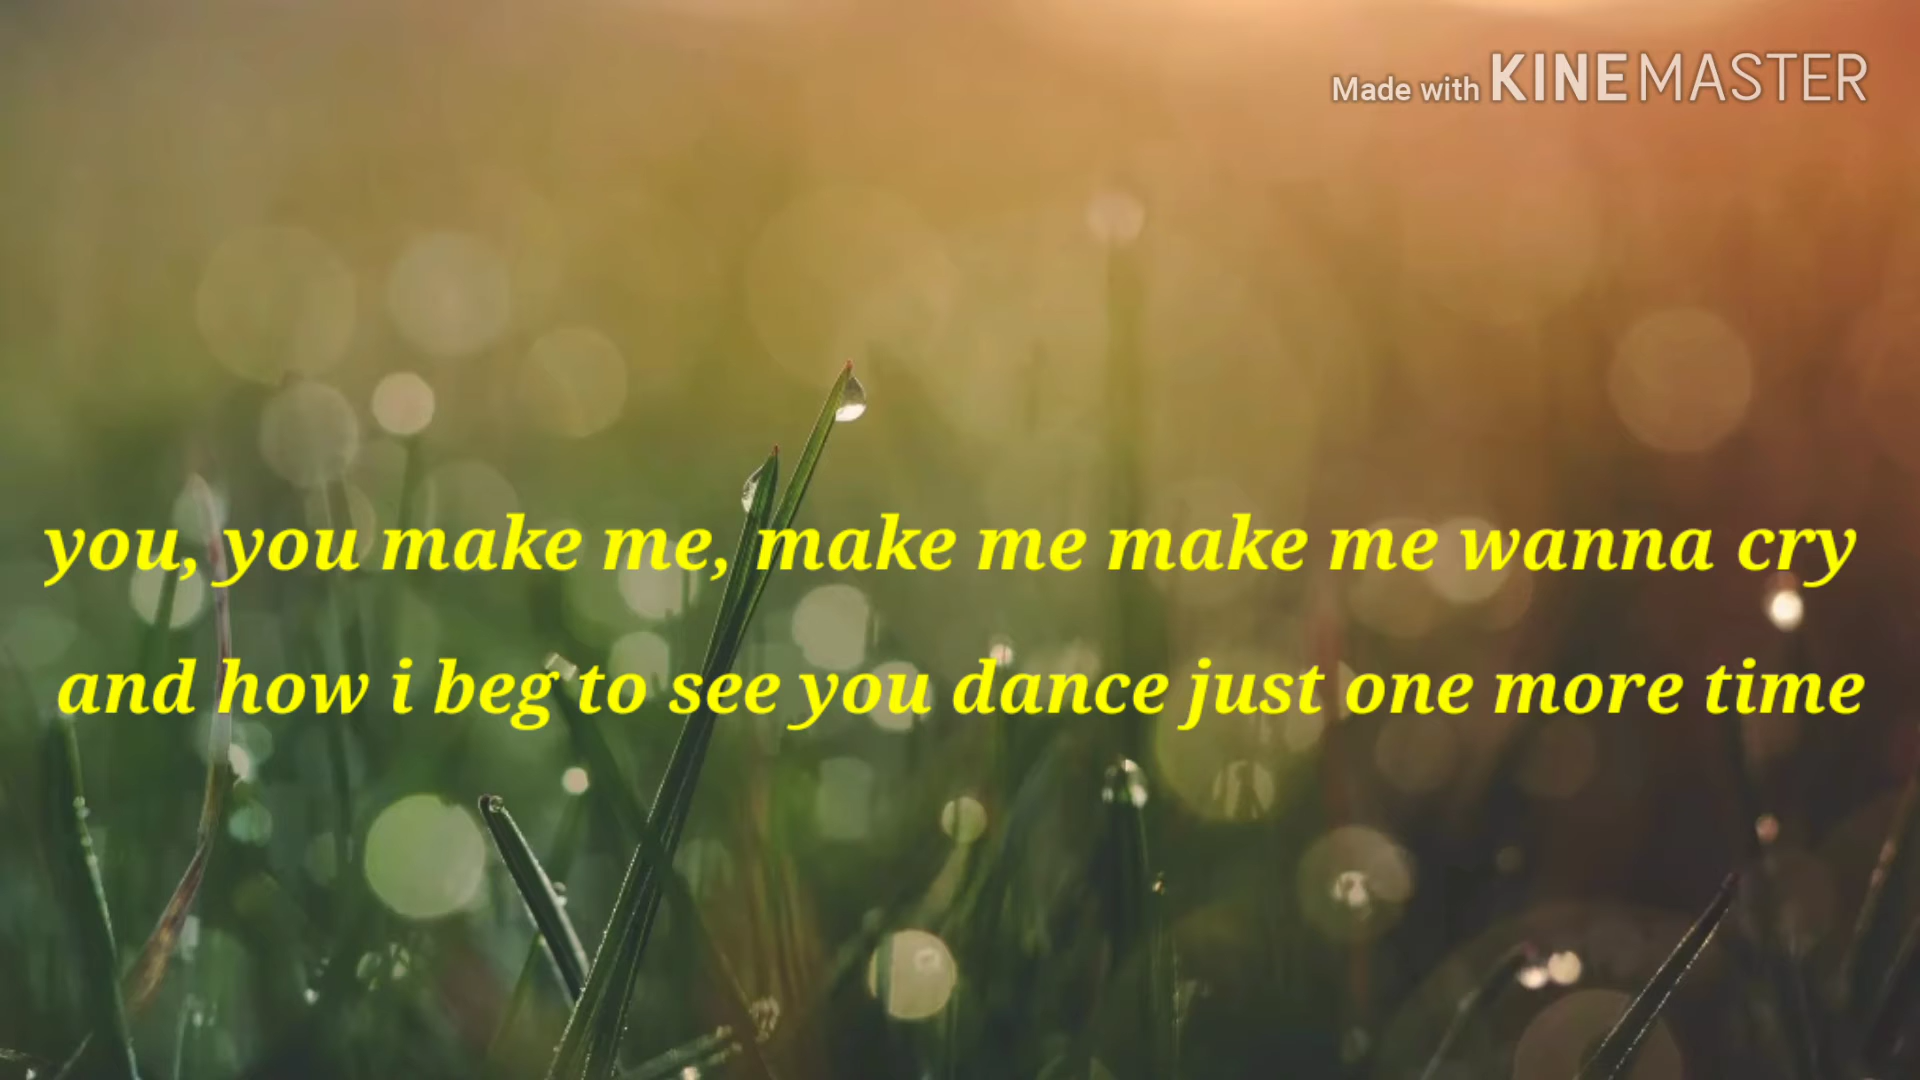 Made with KINEMASTER
you, you make me, make me make me wanna cry
and how i beg to see you dance just one more time